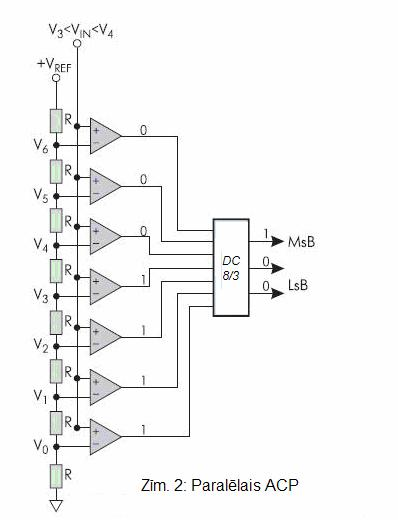 V3<VIN<V4
+VREF
R
0
V6
R
0
V5
R
0
V4
R
1
V3
R
1
V2
R
1
V1
R
1
V0
R
DC
8/3
1 MsB
0
0 LsB
Zīm. 2: Paralēlais ACP